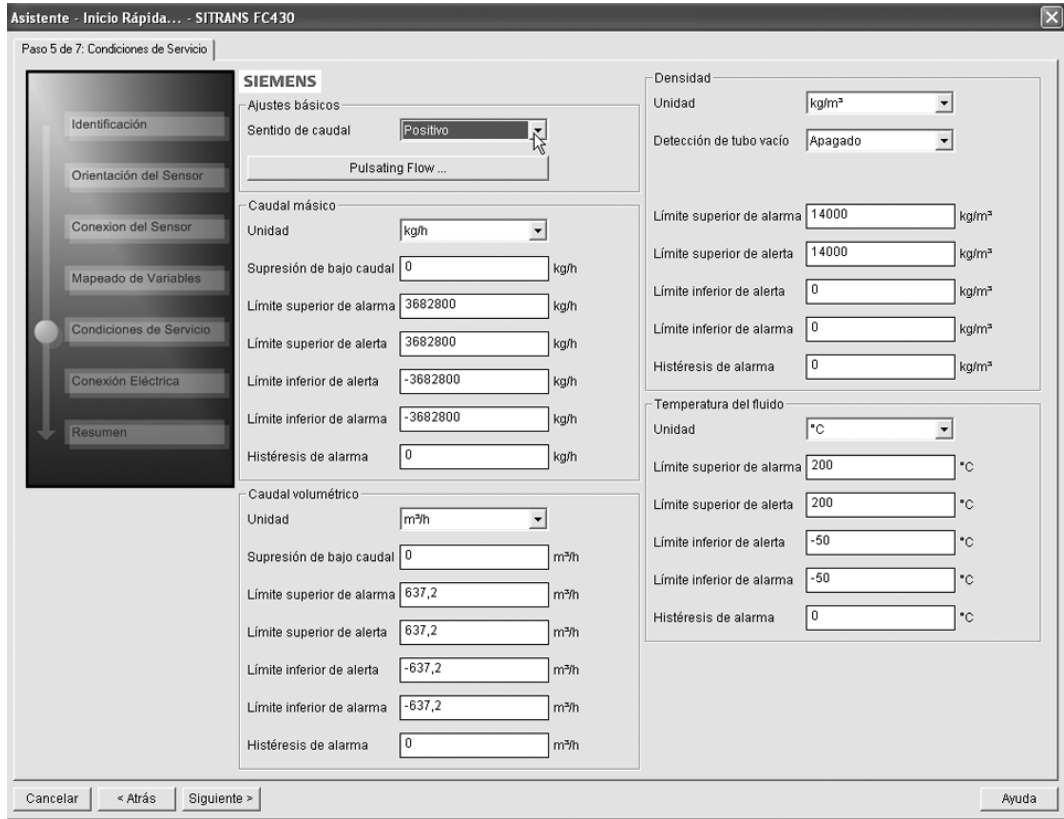 Asistente - Inicio Rápida... - SITRANS FC430
Paso 5 de 7: Condiciones de Servicio
Identificación
Orientación del Sensor
Conexion del Sensor
Mapeado de Variables
Condiciones de Servicio
Conexión Eléctrica
Resumen
SIEMENS
Ajustes básicos
Sentido de caudal Positivo
Pulsating Flow ...
Caudal másico
Unidad kg/h
Supresión de bajo caudal 0 kg/h
Límite superior de alarma 3682800 kg/h
Límite superior de alerta 3682800 kg/h
Límite inferior de alerta -3682800 kg/h
Límite inferior de alarma -3682800 kg/h
Histéresis de alarma 0 kg/h
Caudal volumétrico
Unidad m³/h
Supresión de bajo caudal 0 m³/h
Límite superior de alarma 637,2 m³/h
Límite superior de alerta 637,2 m³/h
Límite inferior de alerta -637,2 m³/h
Límite inferior de alarma -637,2 m³/h
Histéresis de alarma 0 m³/h
Densidad
Unidad kg/m³
Detección de tubo vacío Apagado
Límite superior de alarma 14000 kg/m³
Límite superior de alerta 14000 kg/m³
Límite inferior de alerta 0 kg/m³
Límite inferior de alarma 0 kg/m³
Histéresis de alarma 0 kg/m³
Temperatura del fluido
Unidad °C
Límite superior de alarma 200 °C
Límite superior de alerta 200 °C
Límite inferior de alerta -50 °C
Límite inferior de alarma -50 °C
Histéresis de alarma 0 °C
Cancelar
< Atrás
Siguiente >
Ayuda